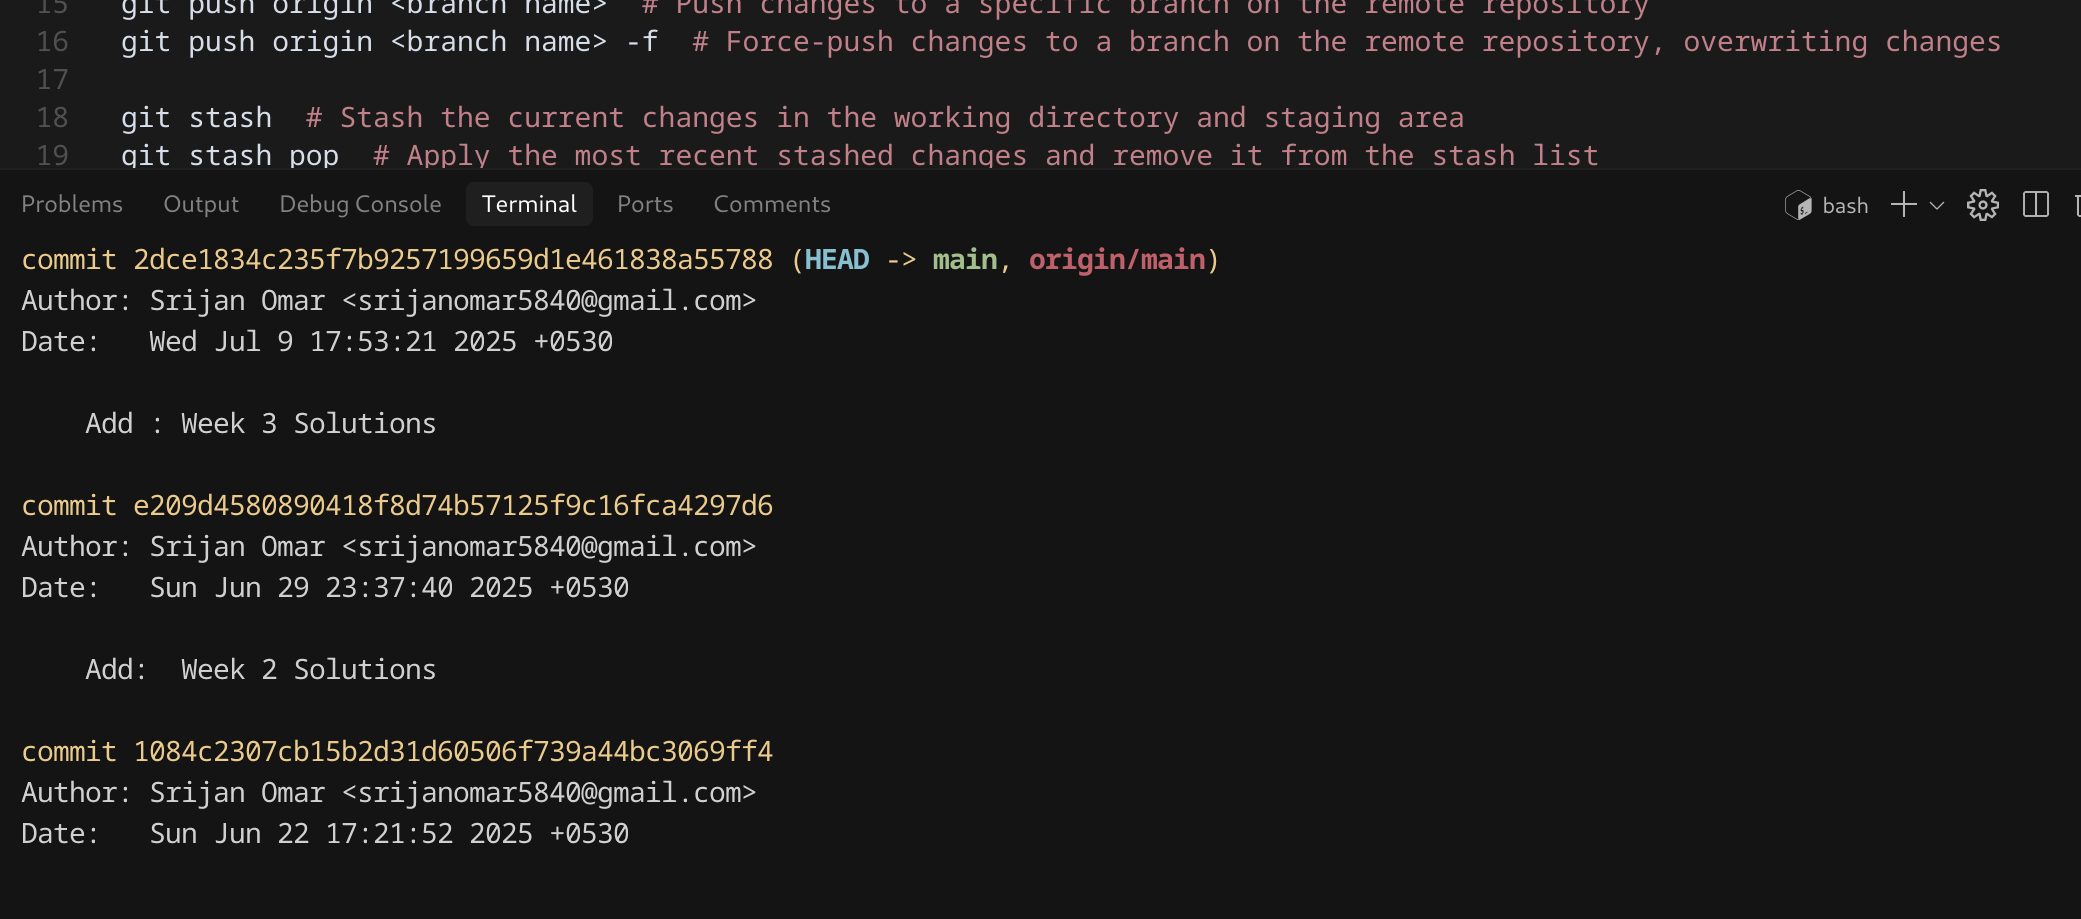 15 git push origin <branch name>  # Push changes to a specific branch on the remote repository
16 git push origin <branch name> -f  # Force-push changes to a branch on the remote repository, overwriting changes
17
18 git stash  # Stash the current changes in the working directory and staging area
19 git stash pop  # Apply the most recent stashed changes and remove it from the stash list
Problems Output Debug Console Terminal Ports Comments bash
commit 2dce1834c235f7b9257199659d1e461838a55788 (HEAD -> main, origin/main)
Author: Srijan Omar <srijanomar5840@gmail.com>
Date:   Wed Jul 9 17:53:21 2025 +0530
    Add : Week 3 Solutions
commit e209d4580890418f8d74b57125f9c16fca4297d6
Author: Srijan Omar <srijanomar5840@gmail.com>
Date:   Sun Jun 29 23:37:40 2025 +0530
    Add:  Week 2 Solutions
commit 1084c2307cb15b2d31d60506f739a44bc3069ff4
Author: Srijan Omar <srijanomar5840@gmail.com>
Date:   Sun Jun 22 17:21:52 2025 +0530